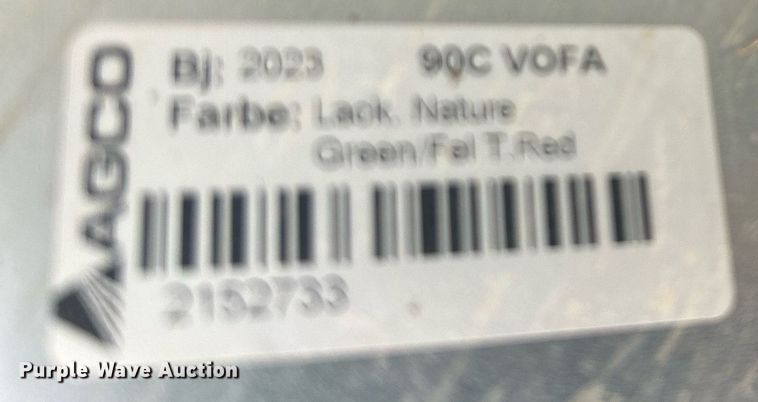 AGCO
Bj: 2023 90C VOFA
Farbe: Lack. Nature
Green/Fel T.Red
2152733
Purple Wave Auction